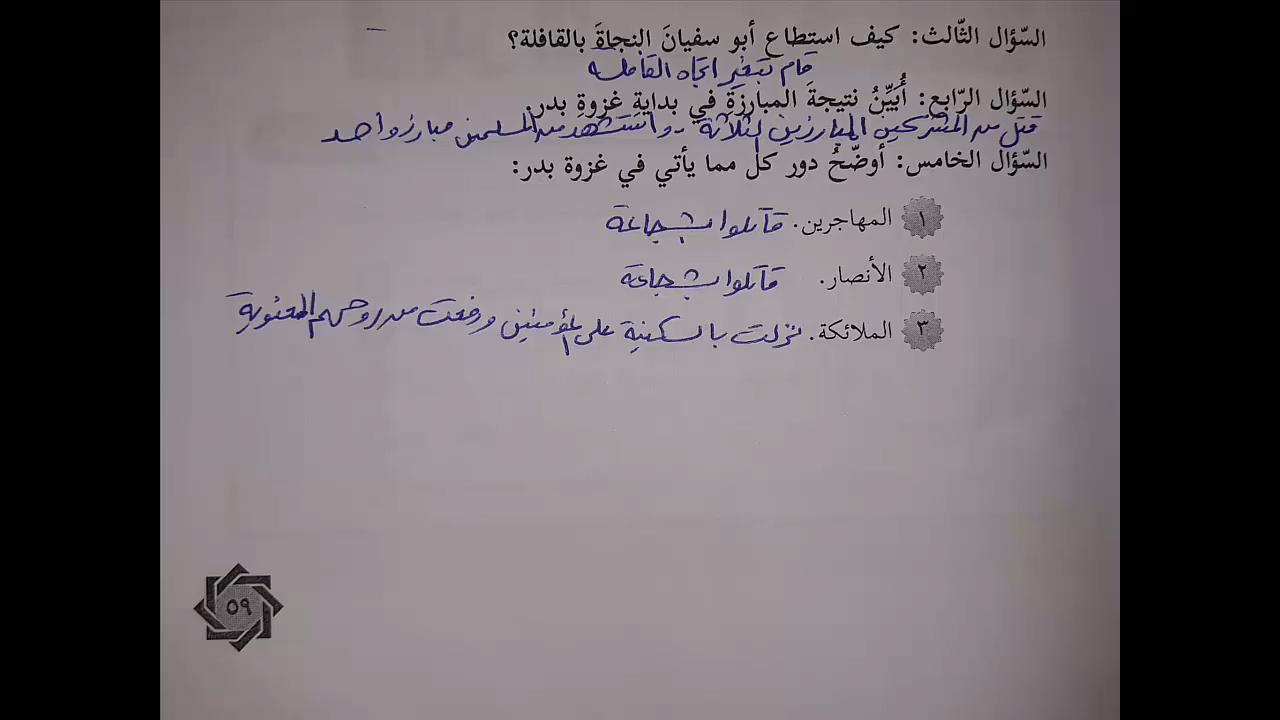 السّؤال الثّالث: كيف استطاع أبو سفيانَ النجاةَ بالقافلة؟
قام بتغير اتجاه القافلة
السّؤال الرّابع: أُبيِّنُ نتيجةَ المبارزةَ في بدايةِ غزوةِ بدر.
قتل من المشركين المبارزين الثلاثة - واستشهد من المسلمين مبارز واحد
السّؤال الخامس: أوضّحُ دور كل مما يأتي في غزوة بدر:
١ المهاجرين. قاتلوا بشجاعة
٢ الأنصار. قاتلوا بشجاعة
٣ الملائكة. نزلت بالسكينة على المؤمنين ورفعت من روحهم المعنوية
٥٩